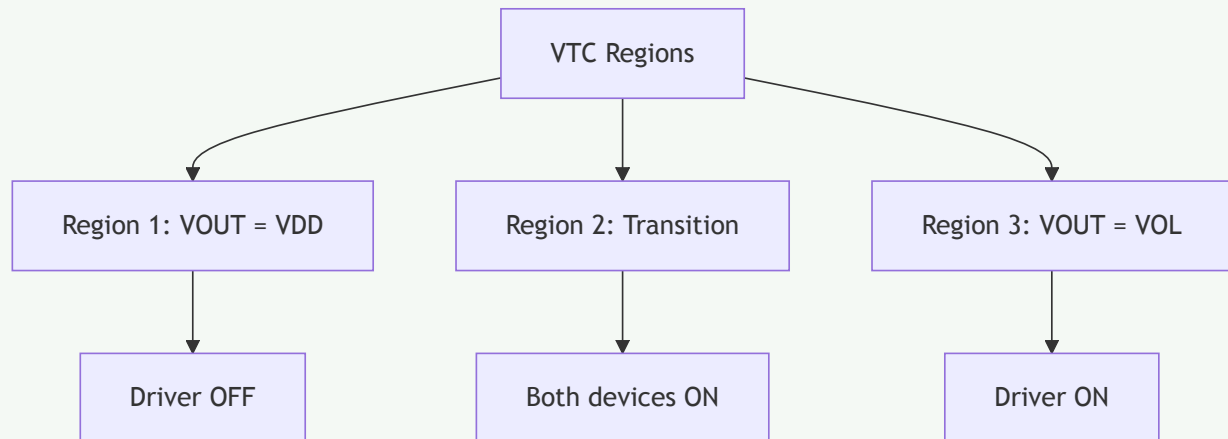 VTC Regions
Region 1: VOUT = VDD
Region 2: Transition
Region 3: VOUT = VOL
Driver OFF
Both devices ON
Driver ON